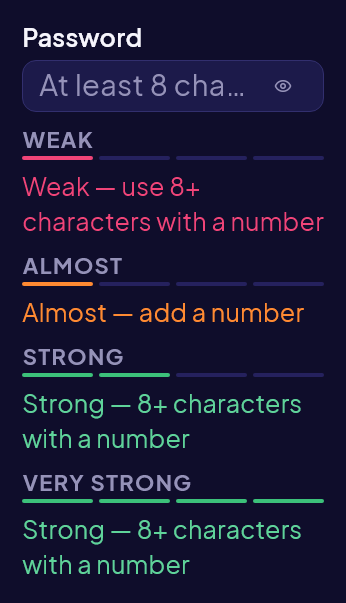 Password
At least 8 cha...
WEAK
Weak — use 8+
characters with a number
ALMOST
Almost — add a number
STRONG
Strong — 8+ characters
with a number
VERY STRONG
Strong — 8+ characters
with a number